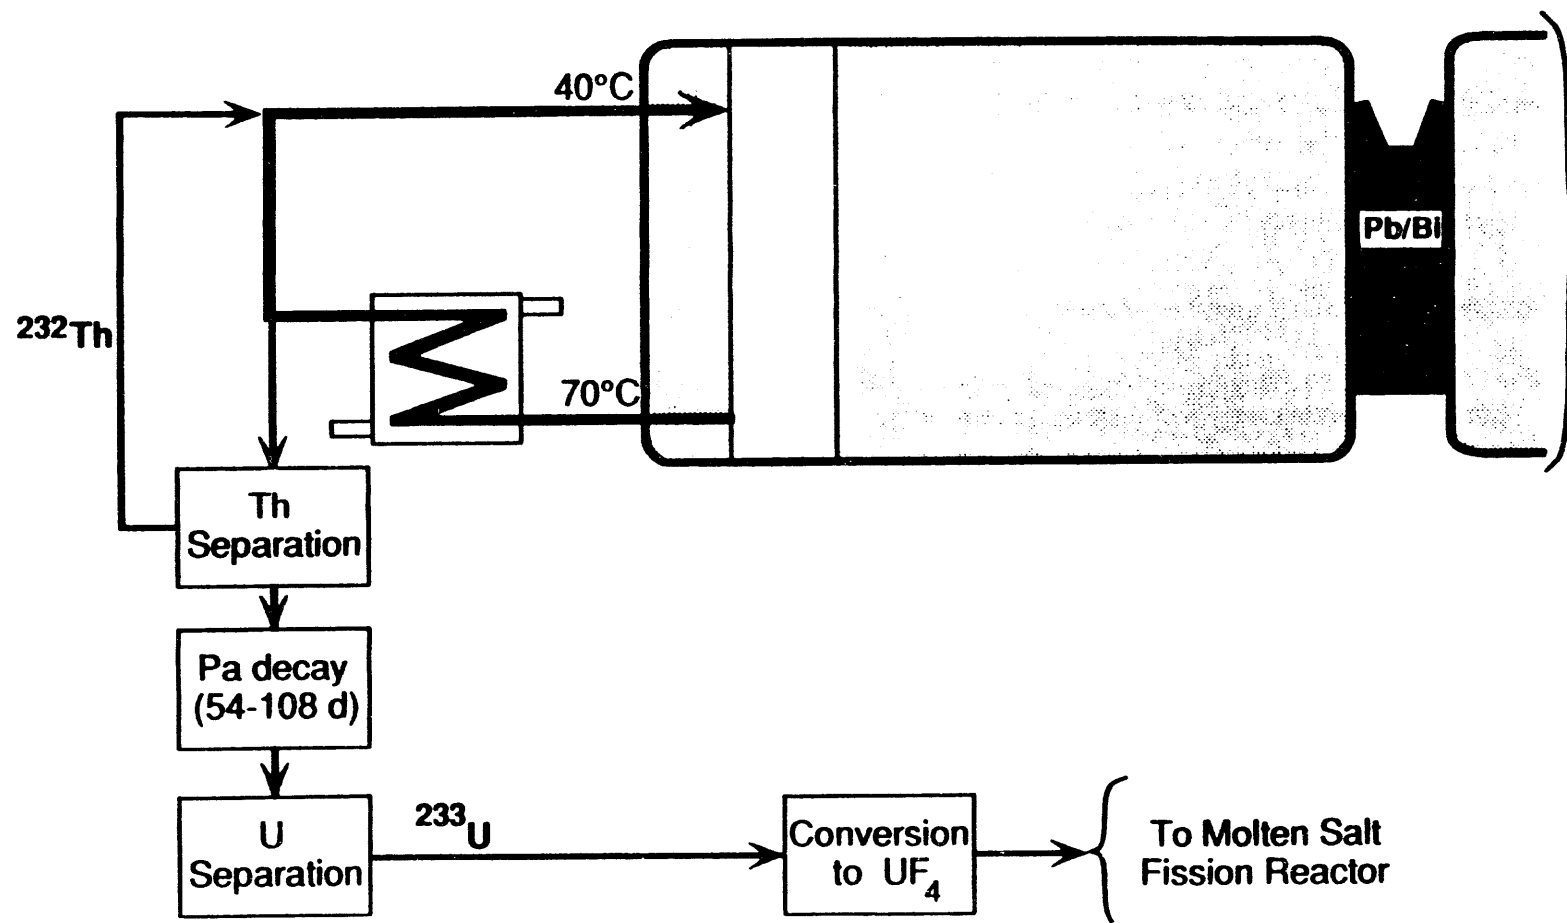 40°C
Pb/Bi
²³²Th
70°C
Th
Separation
Pa decay
(54-108 d)
U
Separation
²³³U
Conversion
to UF₄
To Molten Salt
Fission Reactor